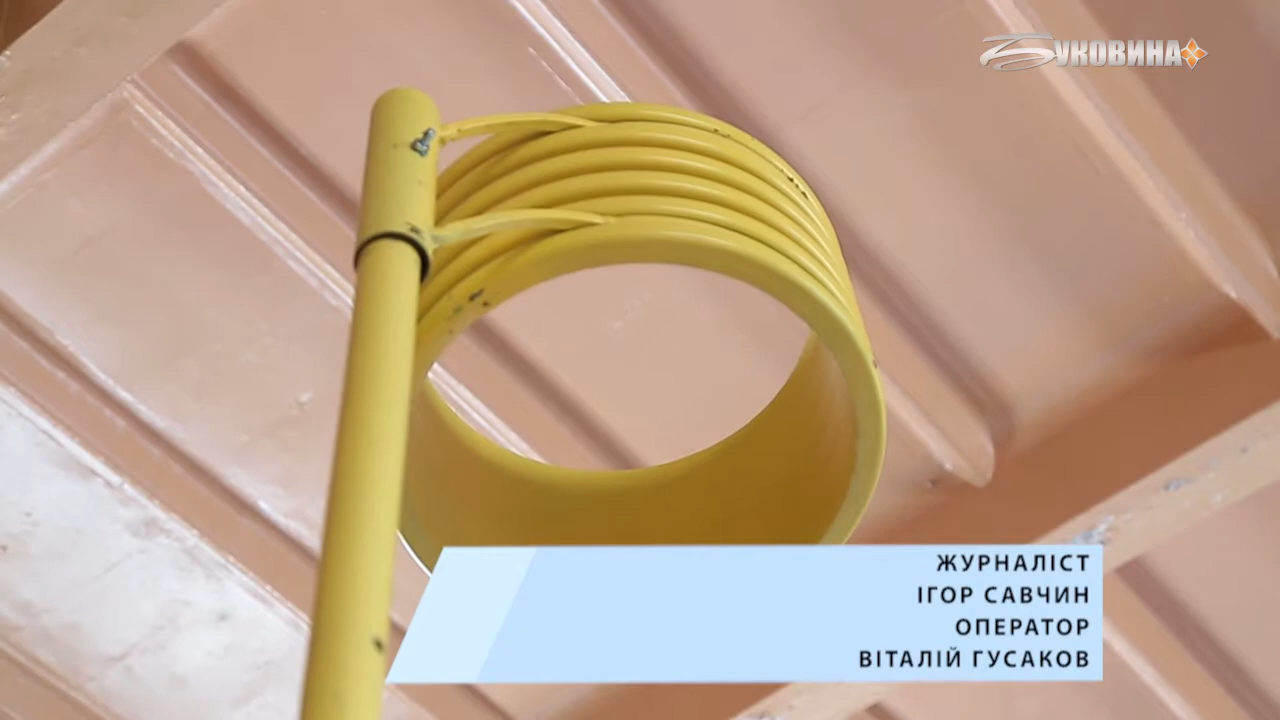 БУКОВИНА
ЖУРНАЛІСТ
ІГОР САВЧИН
ОПЕРАТОР
ВІТАЛІЙ ГУСАКОВ